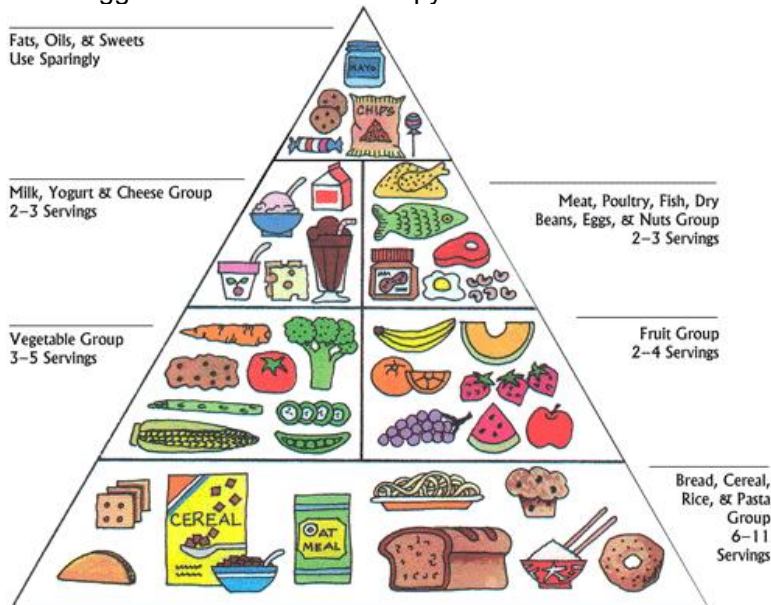 Fats, Oils, & Sweets
Use Sparingly
MAYO
CHIPS
Milk, Yogurt & Cheese Group
2–3 Servings
Meat, Poultry, Fish, Dry
Beans, Eggs, & Nuts Group
2–3 Servings
Vegetable Group
3–5 Servings
Fruit Group
2–4 Servings
Bread, Cereal,
Rice, & Pasta
Group
6–11
Servings
CEREAL
OAT
MEAL